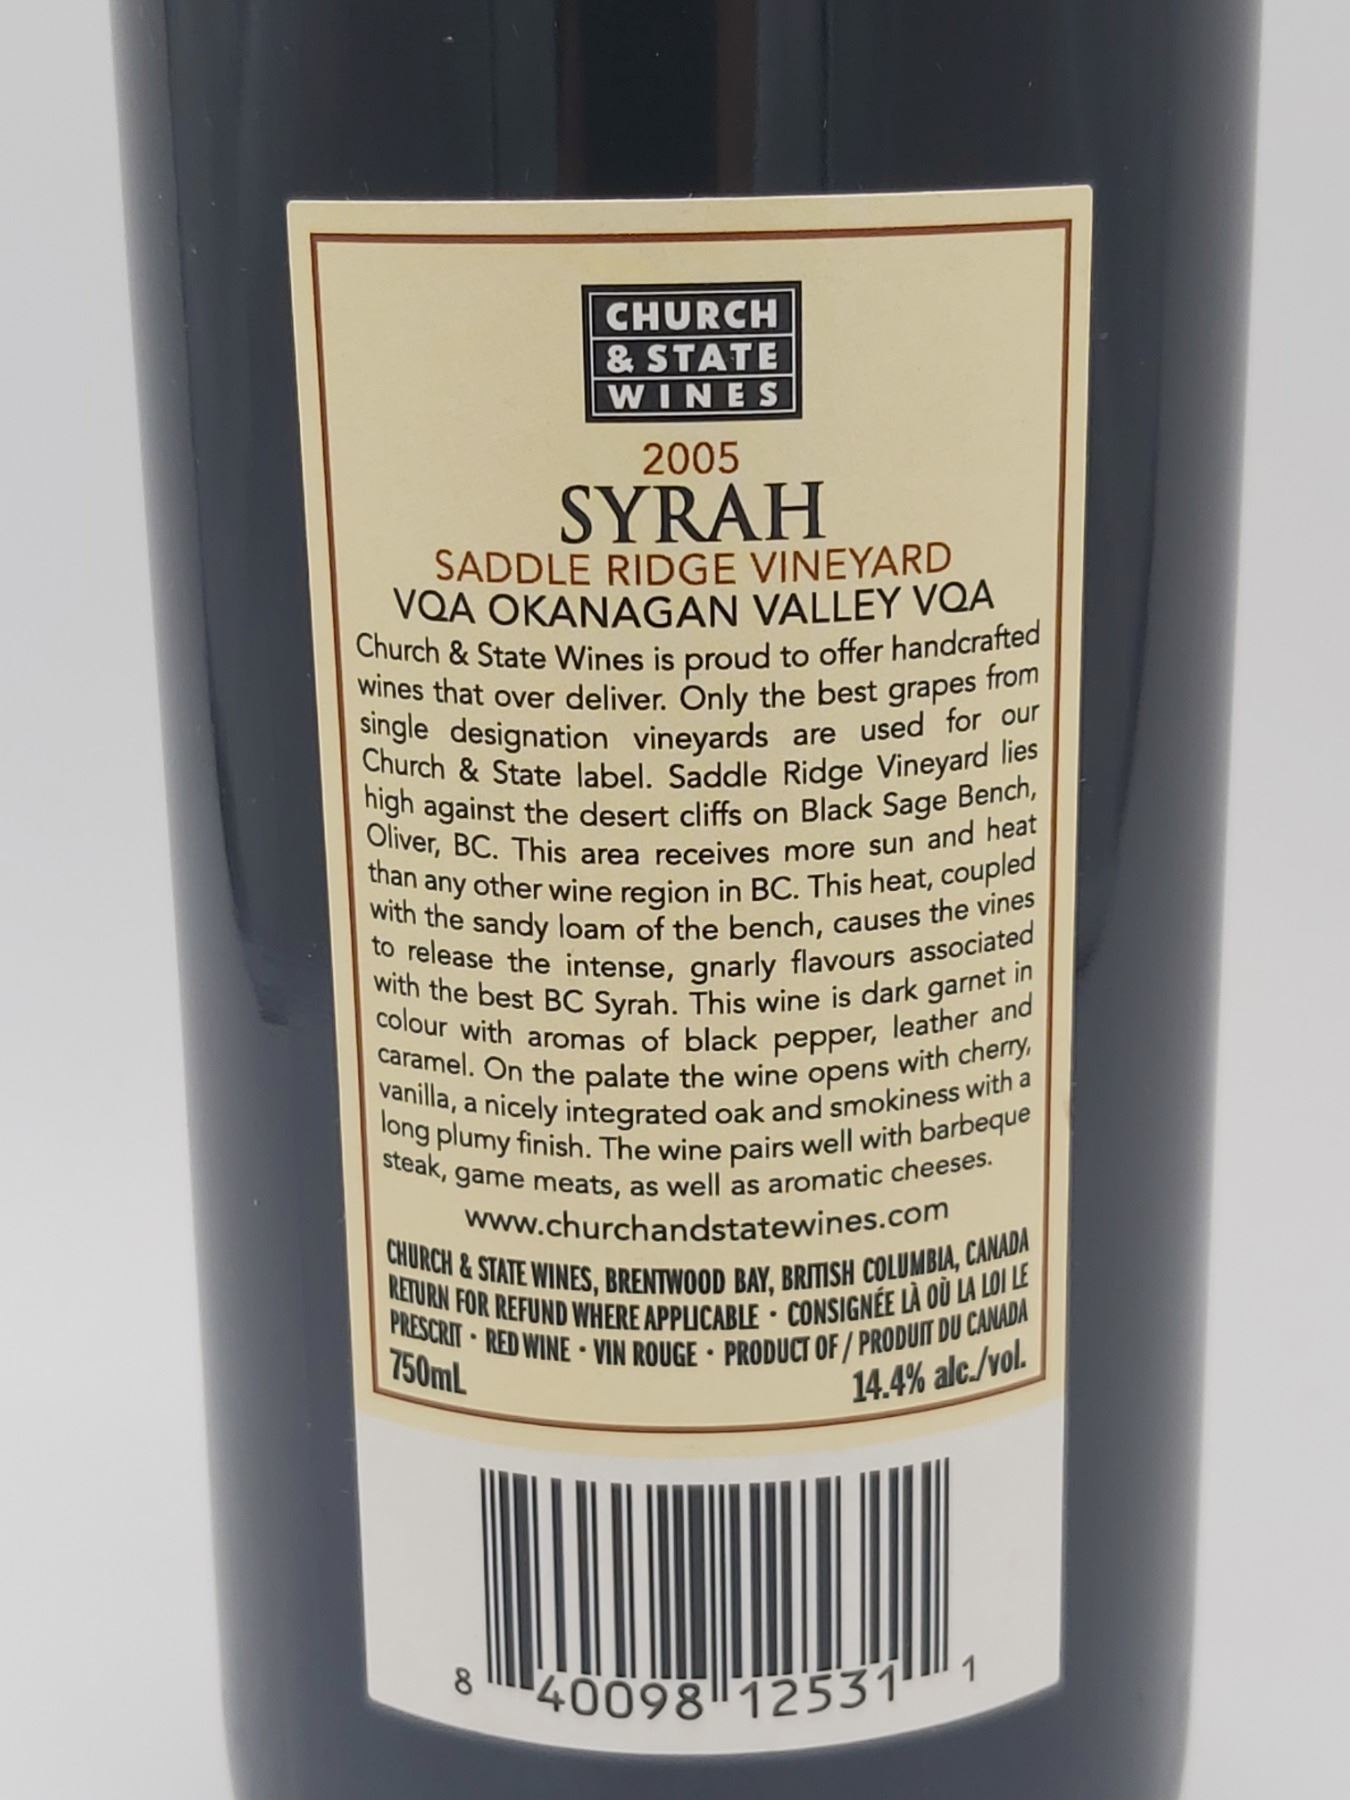 CHURCH
& STATE
WINES
2005
SYRAH
SADDLE RIDGE VINEYARD
VQA OKANAGAN VALLEY VQA
Church & State Wines is proud to offer handcrafted
wines that over deliver. Only the best grapes from
single designation vineyards are used for our
Church & State label. Saddle Ridge Vineyard lies
high against the desert cliffs on Black Sage Bench,
Oliver, BC. This area receives more sun and heat
than any other wine region in BC. This heat, coupled
with the sandy loam of the bench, causes the vines
to release the intense, gnarly flavours associated
with the best BC Syrah. This wine is dark garnet in
colour with aromas of black pepper, leather and
caramel. On the palate the wine opens with cherry,
vanilla, a nicely integrated oak and smokiness with a
long plumy finish. The wine pairs well with barbeque
steak, game meats, as well as aromatic cheeses.
www.churchandstatewines.com
CHURCH & STATE WINES, BRENTWOOD BAY, BRITISH COLUMBIA, CANADA
RETURN FOR REFUND WHERE APPLICABLE • CONSIGNÉE LÀ OÙ LA LOI LE
PRESCRIT • RED WINE • VIN ROUGE • PRODUCT OF / PRODUIT DU CANADA
750mL 14.4% alc./vol.
8 40098 12531 1